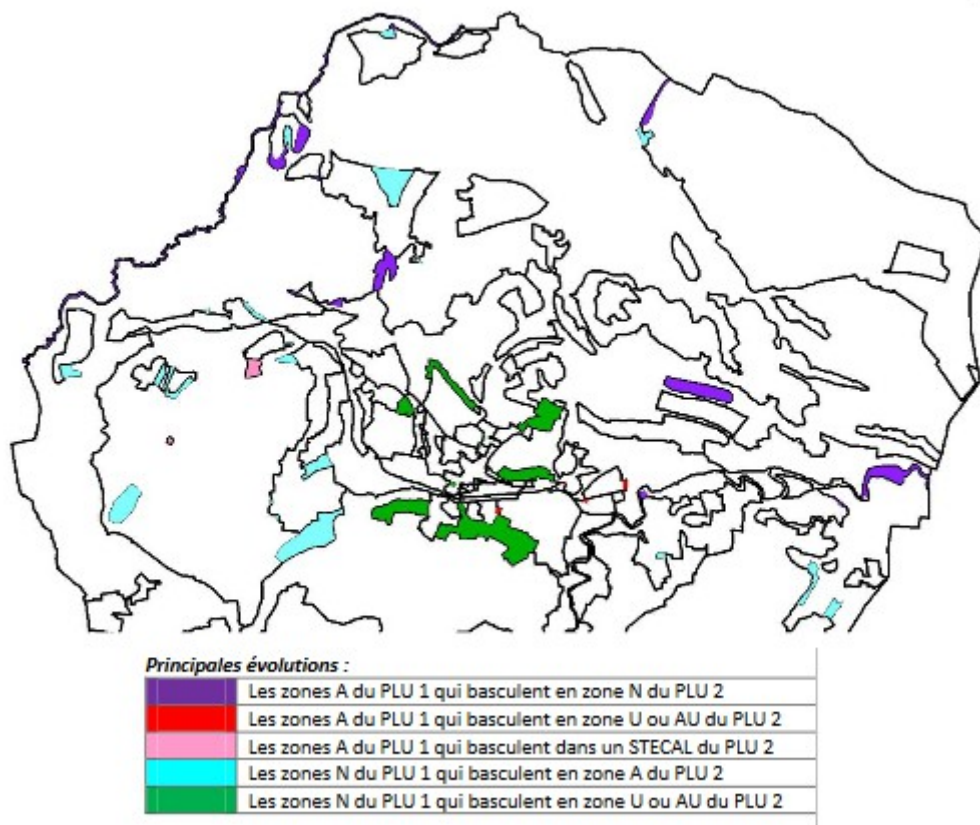 Principales évolutions :
Les zones A du PLU 1 qui basculent en zone N du PLU 2
Les zones A du PLU 1 qui basculent en zone U ou AU du PLU 2
Les zones A du PLU 1 qui basculent dans un STECAL du PLU 2
Les zones N du PLU 1 qui basculent en zone A du PLU 2
Les zones N du PLU 1 qui basculent en zone U ou AU du PLU 2